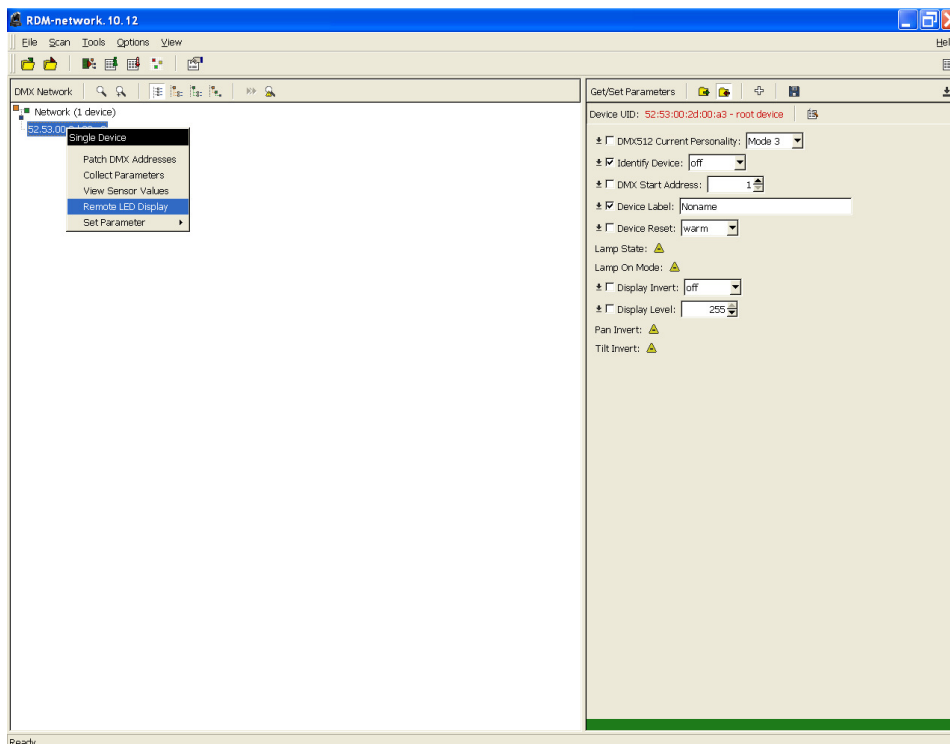 RDM-network.10.12
File Scan Tools Options View
Hel
DMX Network
Network (1 device)
Single Device
Patch DMX Addresses
Collect Parameters
View Sensor Values
Remote LED Display
Set Parameter
Get/Set Parameters
Device UID: 52:53:00:2d:00:a3 - root device
DMX512 Current Personality: Mode 3
Identify Device: off
DMX Start Address: 1
Device Label: Noname
Device Reset: warm
Lamp State:
Lamp On Mode:
Display Invert: off
Display Level: 255
Pan Invert:
Tilt Invert:
Ready